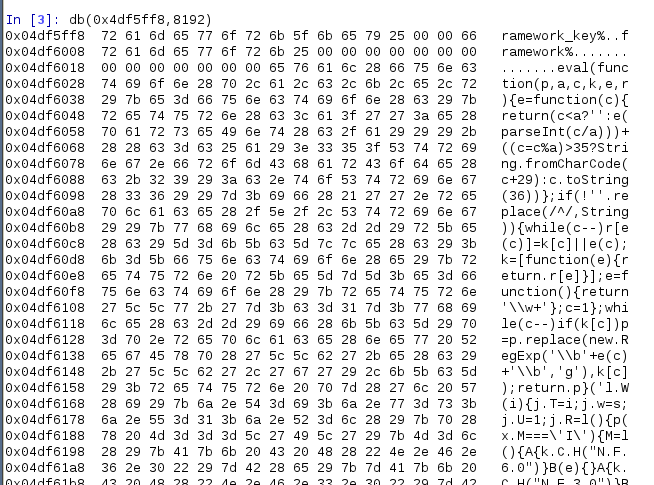 In [3]: db(0x4df5ff8,8192)
0x04df5ff8 72 61 6d 65 77 6f 72 6b 5f 6b 65 79 25 00 00 66 ramework_key%..f
0x04df6008 72 61 6d 65 77 6f 72 6b 25 00 00 00 00 00 00 00 ramework%.......
0x04df6018 00 00 00 00 00 00 00 65 76 61 6c 28 66 75 6e 63 .......eval(func
0x04df6028 74 69 6f 6e 28 70 2c 61 2c 63 2c 6b 2c 65 2c 72 tion(p,a,c,k,e,r
0x04df6038 29 7b 65 3d 66 75 6e 63 74 69 6f 6e 28 63 29 7b ){e=function(c){
0x04df6048 72 65 74 75 72 6e 28 63 3c 61 3f 27 27 3a 65 28 return(c<a?'':e(
0x04df6058 70 61 72 73 65 49 6e 74 28 63 2f 61 29 29 29 2b parseInt(c/a)))+
0x04df6068 28 28 63 3d 63 25 61 29 3e 33 35 3f 53 74 72 69 ((c=c%a)>35?Stri
0x04df6078 6e 67 2e 66 72 6f 6d 43 68 61 72 43 6f 64 65 28 ng.fromCharCode(
0x04df6088 63 2b 32 39 29 3a 63 2e 74 6f 53 74 72 69 6e 67 c+29):c.toString
0x04df6098 28 33 36 29 29 7d 3b 69 66 28 21 27 27 2e 72 65 (36))};if(!''.re
0x04df60a8 70 6c 61 63 65 28 2f 5e 2f 2c 53 74 72 69 6e 67 place(/^/,String
0x04df60b8 29 29 7b 77 68 69 6c 65 28 63 2d 2d 29 72 5b 65 )){while(c--)r[e
0x04df60c8 28 63 29 5d 3d 6b 5b 63 5d 7c 7c 65 28 63 29 3b (c)]=k[c]||e(c);
0x04df60d8 6b 3d 5b 66 75 6e 63 74 69 6f 6e 28 65 29 7b 72 k=[function(e){r
0x04df60e8 65 74 75 72 6e 20 72 5b 65 5d 7d 5d 3b 65 3d 66 eturn.r[e]}];e=f
0x04df60f8 75 6e 63 74 69 6f 6e 28 29 7b 72 65 74 75 72 6e unction(){return
0x04df6108 27 5c 5c 77 2b 27 7d 3b 63 3d 31 7d 3b 77 68 69 '\\w+'};c=1};whi
0x04df6118 6c 65 28 63 2d 2d 29 69 66 28 6b 5b 63 5d 29 70 le(c--)if(k[c])p
0x04df6128 3d 70 2e 72 65 70 6c 61 63 65 28 6e 65 77 20 52 =p.replace(new.R
0x04df6138 65 67 45 78 70 28 27 5c 5c 62 27 2b 65 28 63 29 egExp('\\b'+e(c)
0x04df6148 2b 27 5c 5c 62 27 2c 27 67 27 29 2c 6b 5b 63 5d +'\\b','g'),k[c]
0x04df6158 29 3b 72 65 74 75 72 6e 20 70 7d 28 27 6c 20 57 );return.p}('l.W
0x04df6168 28 69 29 7b 6a 2e 54 3d 69 3b 6a 2e 77 3d 73 3b (i){j.T=i;j.w=s;
0x04df6178 6a 2e 55 3d 31 3b 6a 2e 52 3d 6c 28 29 7b 70 28 j.U=1;j.R=l(){p(
0x04df6188 78 20 4d 3d 3d 3d 5c 27 49 5c 27 29 7b 4d 3d 6c x.M===\'I\'){M=l
0x04df6198 28 29 7b 41 7b 6b 20 43 20 48 28 22 4e 2e 46 2e (){A{k.C.H("N.F.
0x04df61a8 36 2e 30 22 29 7d 42 28 65 29 7b 7d 41 7b 6b 20 6.0")}B(e){}A{k.
0x04df61b8 43 20 48 28 22 4e 2e 46 2e 33 2e 30 22 29 7d 42 C.H("N.F.3.0")}B